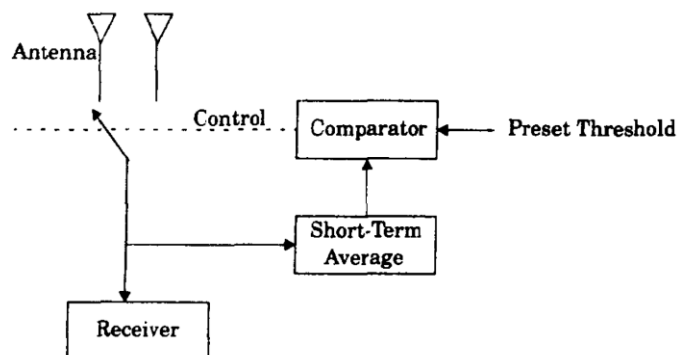 Antenna
Control
Comparator
Preset Threshold
Short-Term
Average
Receiver